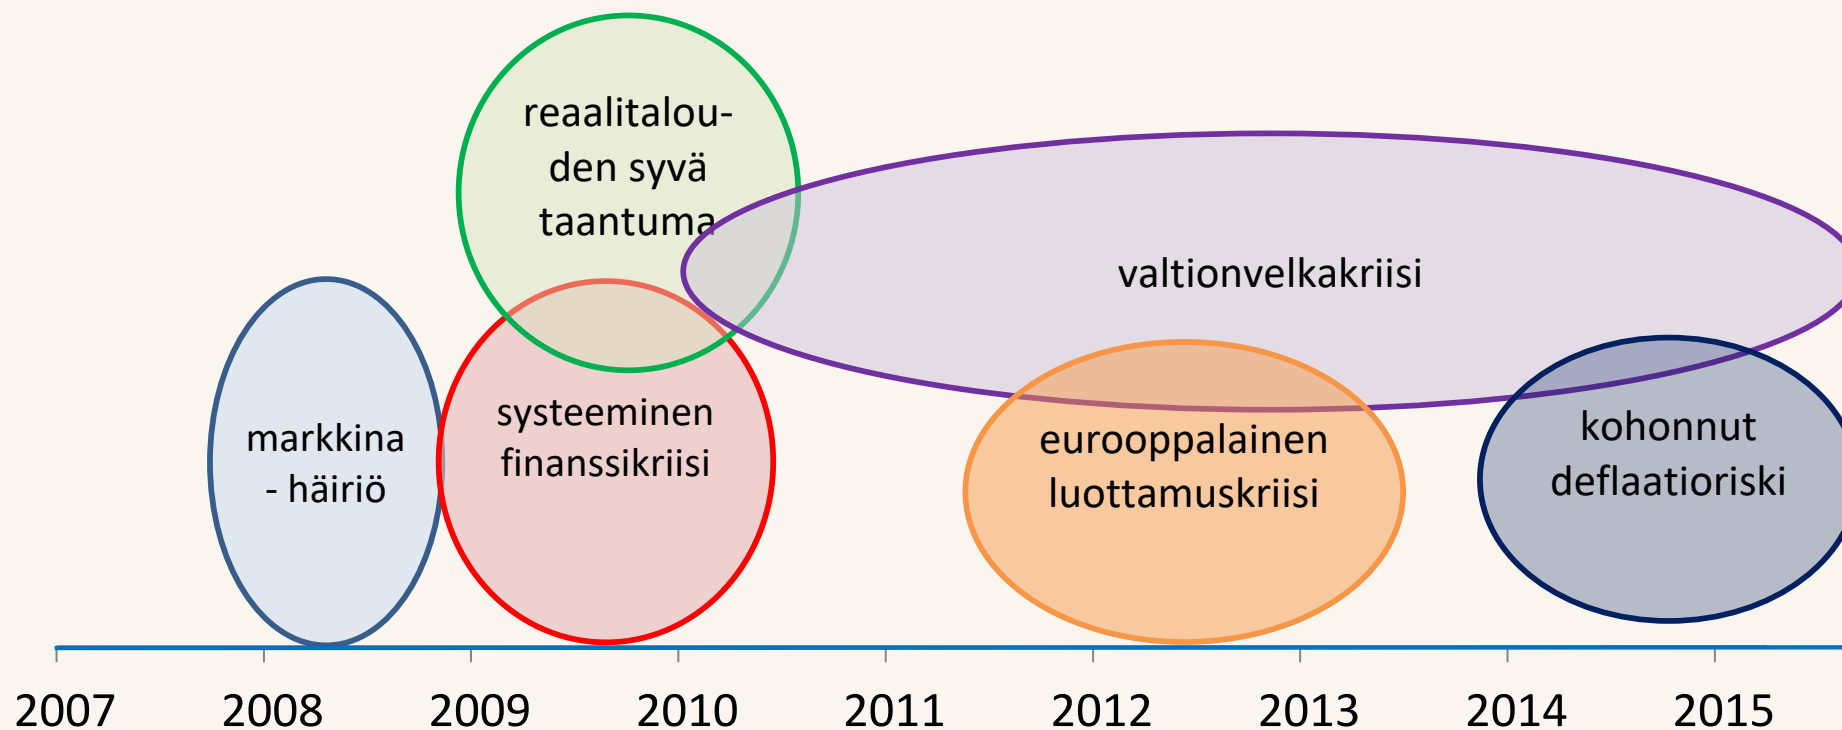 reaalitalou-
den syvä
taantuma
valtionvelkakriisi
markkina
- häiriö
systeeminen
finanssikriisi
eurooppalainen
luottamuskriisi
kohonnut
deflaatioriski
2007 2008 2009 2010 2011 2012 2013 2014 2015